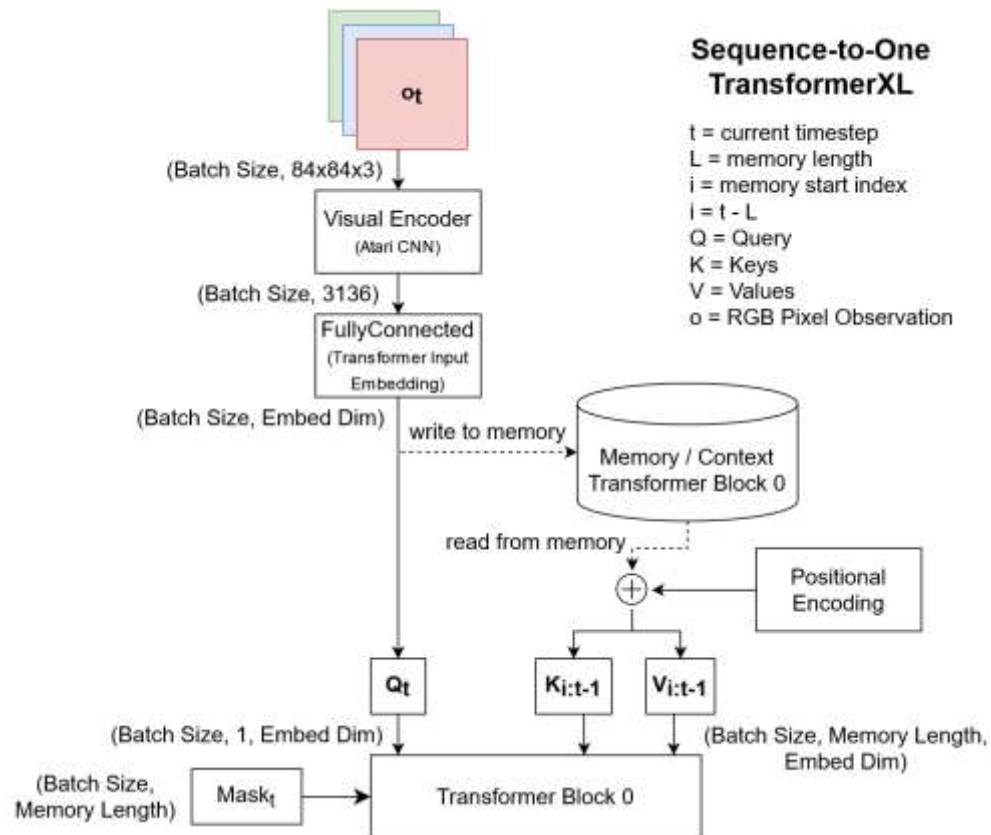 Sequence-to-One
TransformerXL
t = current timestep
L = memory length
i = memory start index
i = t - L
Q = Query
K = Keys
V = Values
o = RGB Pixel Observation
ot
(Batch Size, 84x84x3)
Visual Encoder
(Atari CNN)
(Batch Size, 3136)
FullyConnected
(Transformer Input
Embedding)
(Batch Size, Embed Dim)
write to memory
Memory / Context
Transformer Block 0
read from memory
Positional
Encoding
Qt
Ki:t-1
Vi:t-1
(Batch Size, 1, Embed Dim)
(Batch Size, Memory Length,
Embed Dim)
(Batch Size,
Memory Length)
Maskt
Transformer Block 0